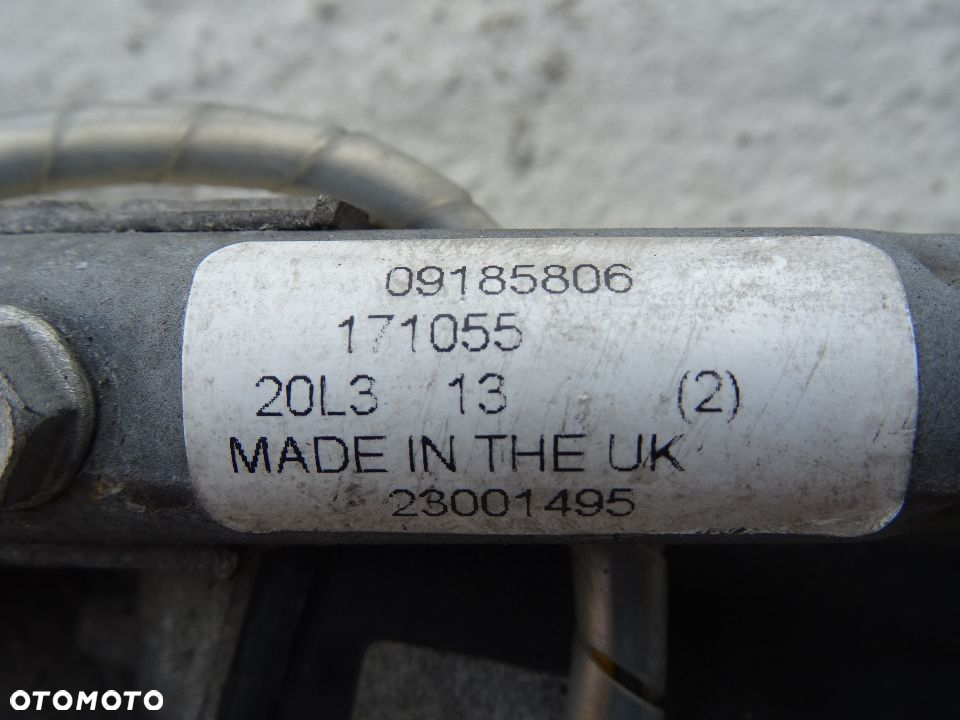 09185806
171055
20L3 13 (2)
MADE IN THE UK
23001495
OTOMOTO